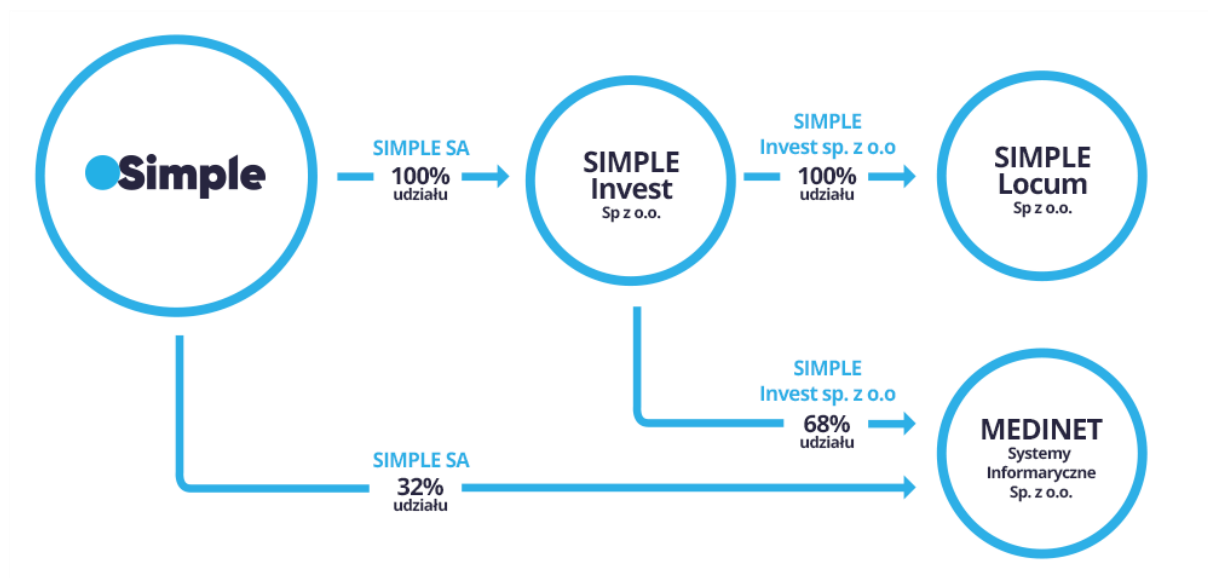 Simple
SIMPLE SA
100%
udziału
SIMPLE
Invest
Sp z o.o.
SIMPLE
Invest sp. z o.o
100%
udziału
SIMPLE
Locum
Sp z o.o.
SIMPLE
Invest sp. z o.o
68%
udziału
SIMPLE SA
32%
udziału
MEDINET
Systemy
Informaryczne
Sp. z o.o.